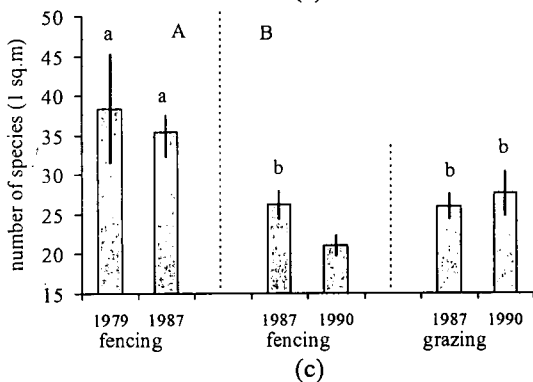 50
45
40
35
30
25
20
15
number of species (1 sq.m)
a
A
B
a
b
b
b
1979 1987 1987 1990 1987 1990
fencing fencing grazing
(c)